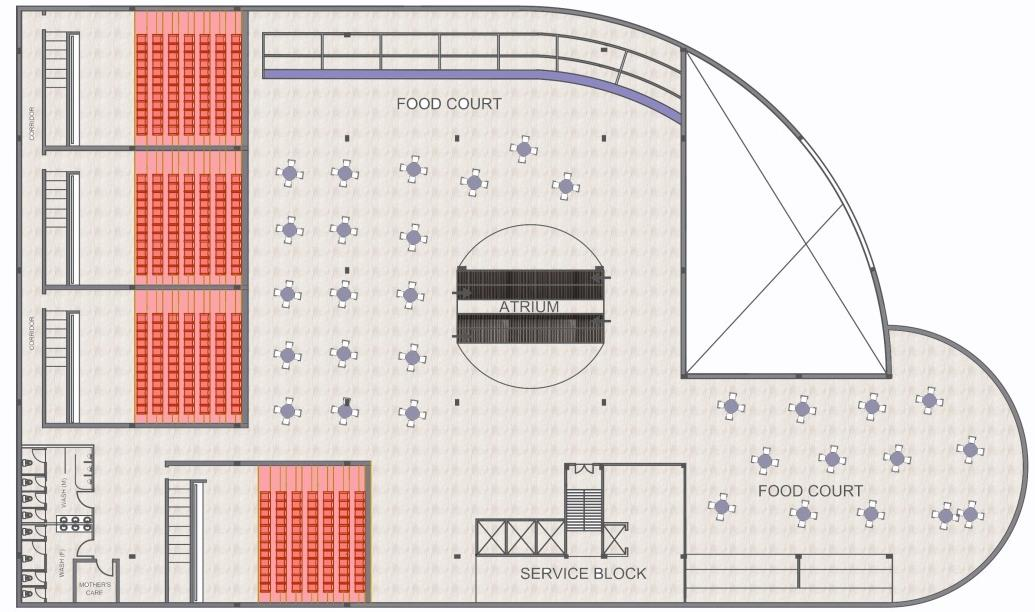 CORRIDOR
FOOD COURT
ATRIUM
CORRIDOR
WASH (M)
FOOD COURT
WASH (F)
SERVICE BLOCK
MOTHER'S
CARE